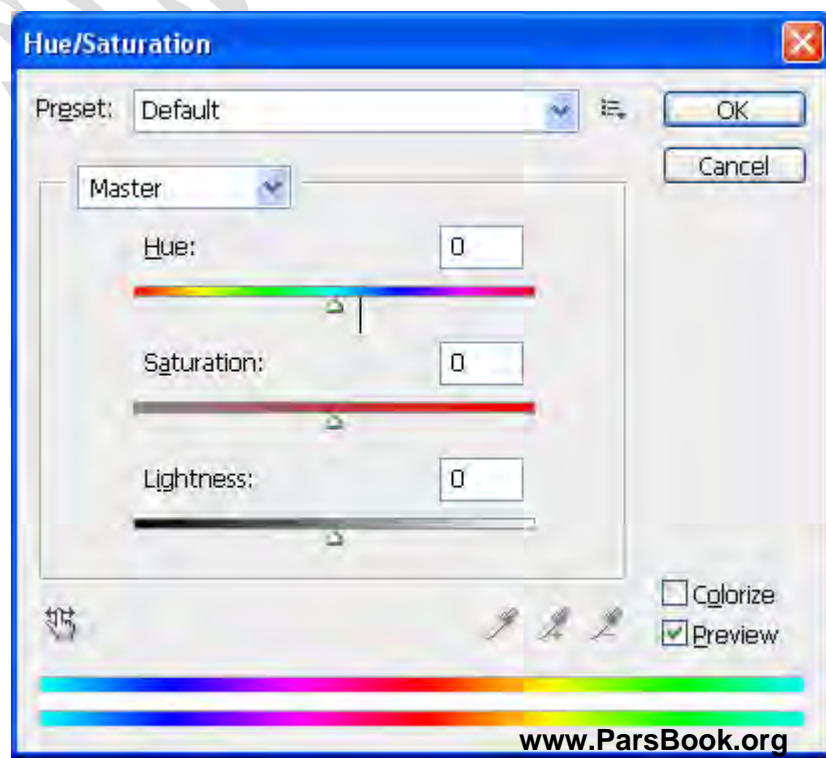 Hue/Saturation
Preset: Default
OK
Cancel
Master
Hue: 0
Saturation: 0
Lightness: 0
Colorize
Preview
www.ParsBook.org